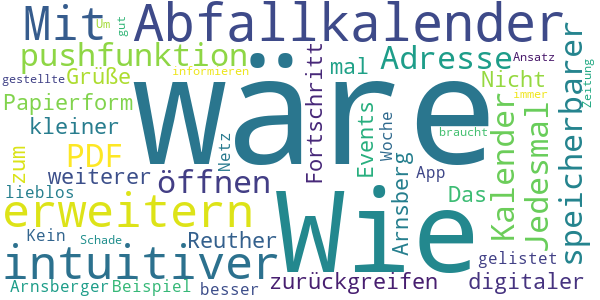 Mit Abfallkalender Um gut
pushfunktion wäre Adresse speicherbarer
gestellte Grüße informieren mal Ansatz
Papierform Fortschritt Nicht Zeitung
kleiner Events Woche Kalender immer
zum PDF Netz braucht Jedesmal
lieblos weiterer öffnen Arnsberg App Das
erweitern Wie
Kein Schade Reuther
intuitiver gelistet
Arnsberger Beispiel besser zurückgreifen digitaler